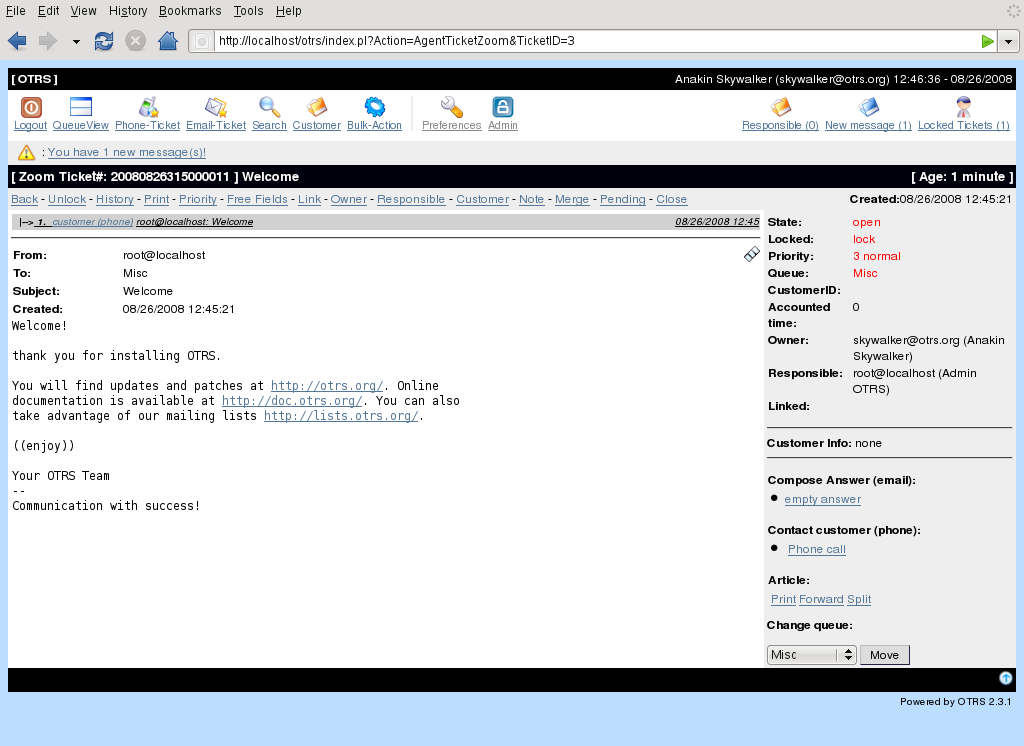 File Edit View History Bookmarks Tools Help
http://localhost/otrs/index.pl?Action=AgentTicketZoom&TicketID=3
[ OTRS ] Anakin Skywalker (skywalker@otrs.org) 12:46:36 - 08/26/2008
Logout QueueView Phone-Ticket Email-Ticket Search Customer Bulk-Action Preferences Admin Responsible (0) New message (1) Locked Tickets (1)
: You have 1 new message(s)!
[ Zoom Ticket#: 20080826315000011 ] Welcome [ Age: 1 minute ]
Back - Unlock - History - Print - Priority - Free Fields - Link - Owner - Responsible - Customer - Note - Merge - Pending - Close Created:08/26/2008 12:45:21
|--> 1. customer (phone) root@localhost: Welcome 08/26/2008 12:45
From: root@localhost
To: Misc
Subject: Welcome
Created: 08/26/2008 12:45:21
Welcome!
thank you for installing OTRS.
You will find updates and patches at http://otrs.org/. Online
documentation is available at http://doc.otrs.org/. You can also
take advantage of our mailing lists http://lists.otrs.org/.
((enjoy))
Your OTRS Team
--
Communication with success!
State: open
Locked: lock
Priority: 3 normal
Queue: Misc
CustomerID:
Accounted 0
time:
Owner: skywalker@otrs.org (Anakin
Skywalker)
Responsible: root@localhost (Admin
OTRS)
Linked:
Customer Info: none
Compose Answer (email):
• empty answer
Contact customer (phone):
• Phone call
Article:
Print Forward Split
Change queue:
Misc Move
Powered by OTRS 2.3.1